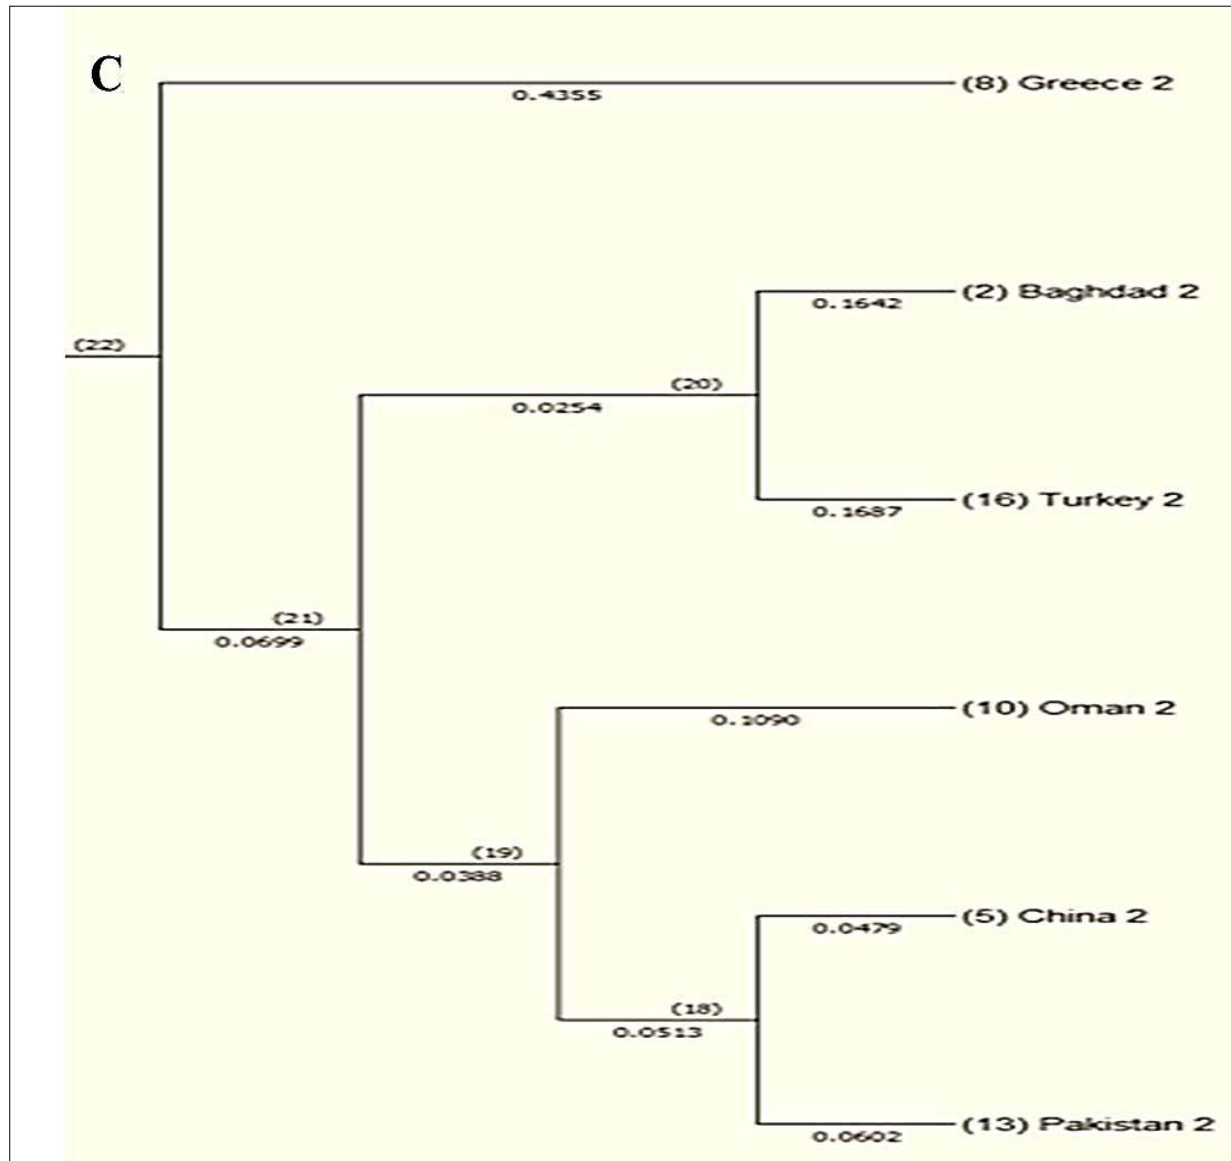 C
(8) Greece 2
0.4355
(2) Baghdad 2
0.1642
(22)
(20)
0.0254
(16) Turkey 2
0.1687
(21)
0.0699
(10) Oman 2
0.1090
(19)
0.0388
(5) China 2
0.0479
(18)
0.0513
(13) Pakistan 2
0.0602